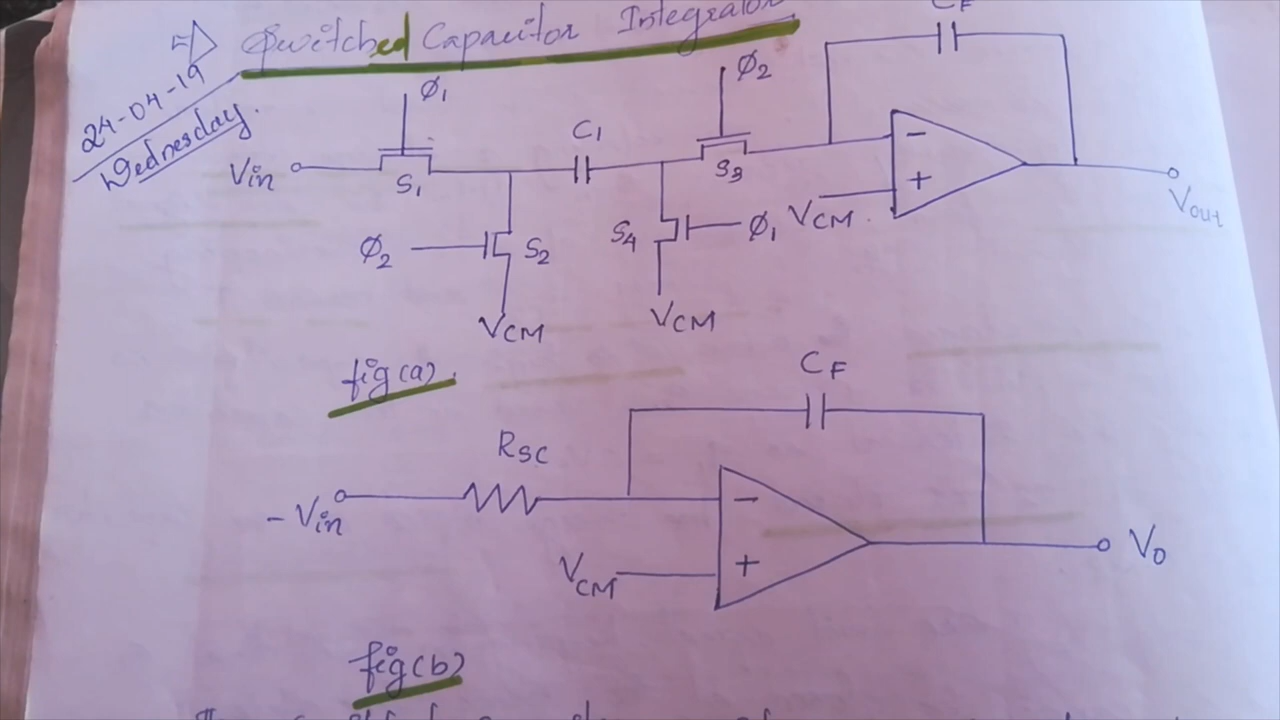 ⇒ Switched Capacitor Integrator.
24-04-19
Wednesday.
CF
Ø1
Ø2
C1
Vin
S1
S3
- +
Ø2
S2
S4
Ø1
VCM.
Vout
VCM
VCM
fig(a).
CF
RSC
-Vin
- +
VCM
Vo
fig(b)